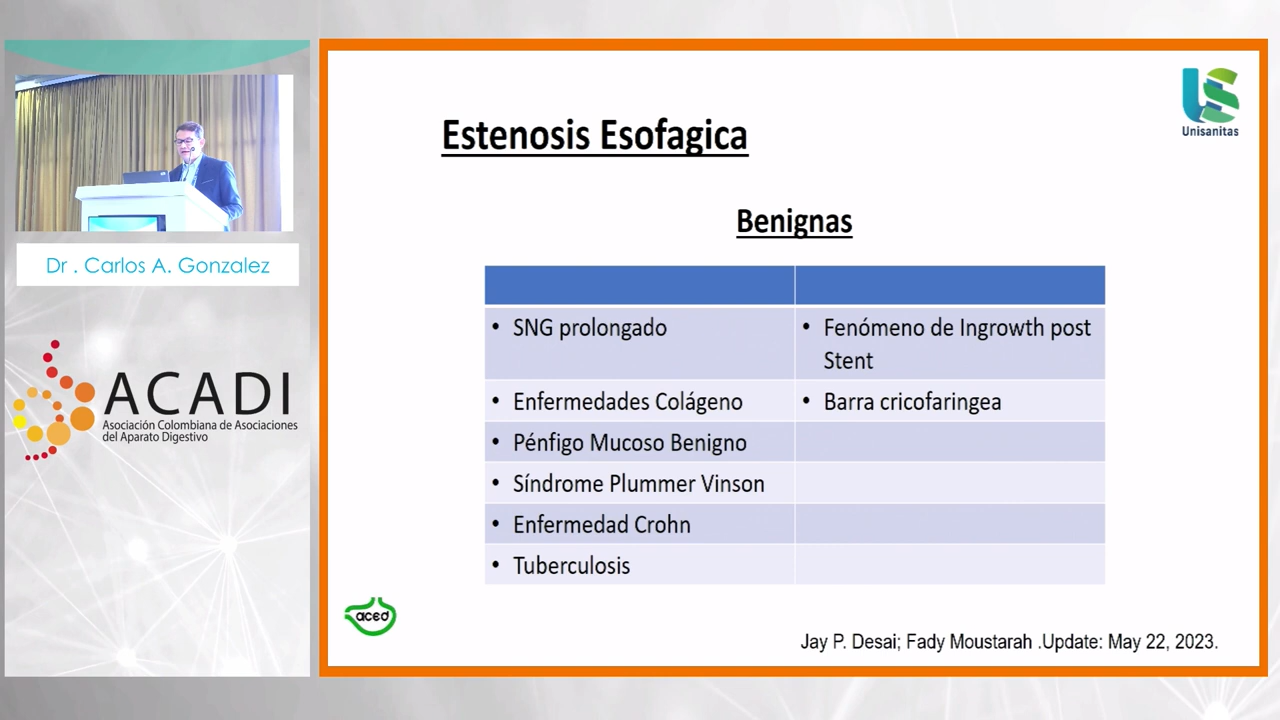 Dr . Carlos A. Gonzalez
ACADI
Asociación Colombiana de Asociaciones
del Aparato Digestivo
Unisanitas
Estenosis Esofagica
Benignas
• SNG prolongado
• Fenómeno de Ingrowth post
Stent
• Enfermedades Colágeno
• Barra cricofaringea
• Pénfigo Mucoso Benigno
• Síndrome Plummer Vinson
• Enfermedad Crohn
• Tuberculosis
aced
Jay P. Desai; Fady Moustarah .Update: May 22, 2023.